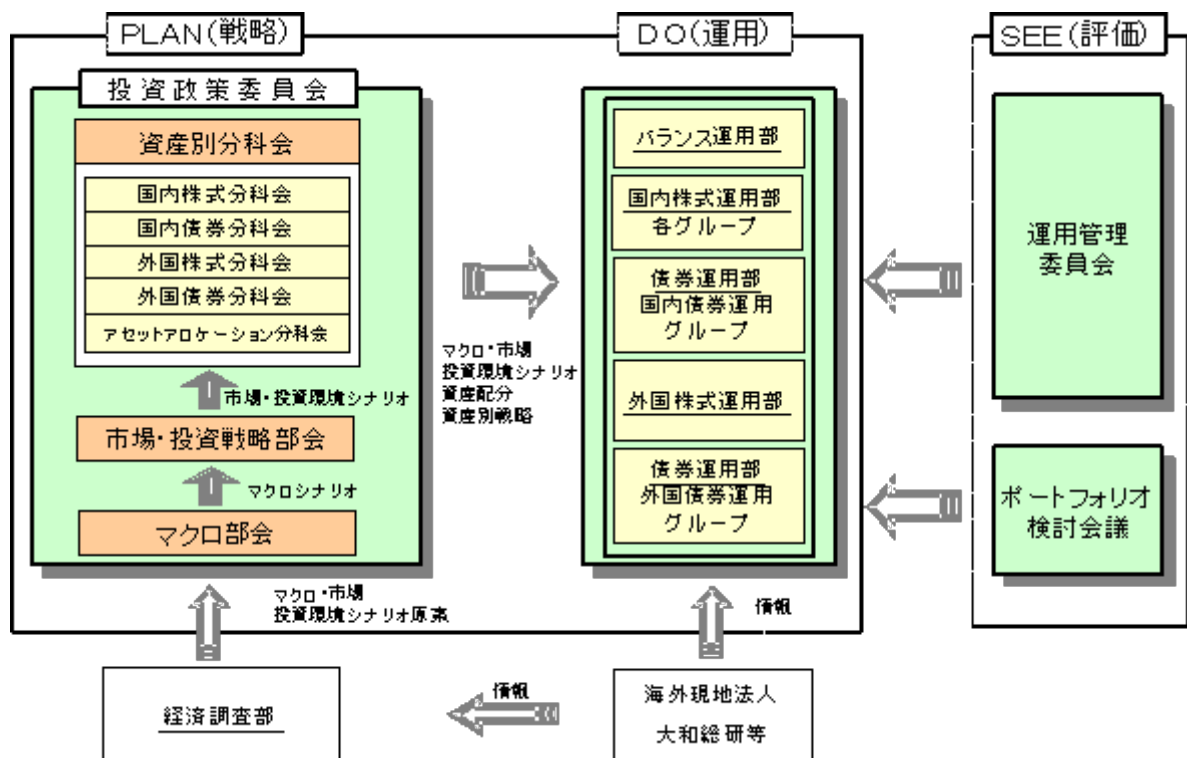 PLAN(戦略)
投資政策委員会
資産別分科会
国内株式分科会
国内債券分科会
外国株式分科会
外国債券分科会
アセットアロケーション分科会
市場・投資環境シナリオ
市場・投資戦略部会
マクロシナリオ
マクロ部会
マクロ・市場
投資環境シナリオ原案
経済調査部
マクロ・市場
投資環境シナリオ
資産配分
資産別戦略
DO(運用)
バランス運用部
国内株式運用部
各グループ
債券運用部
国内債券運用
グループ
外国株式運用部
債券運用部
外国債券運用
グループ
情報
情報
海外現地法人
大和総研等
SEE(評価)
運用管理
委員会
ポートフォリオ
検討会議